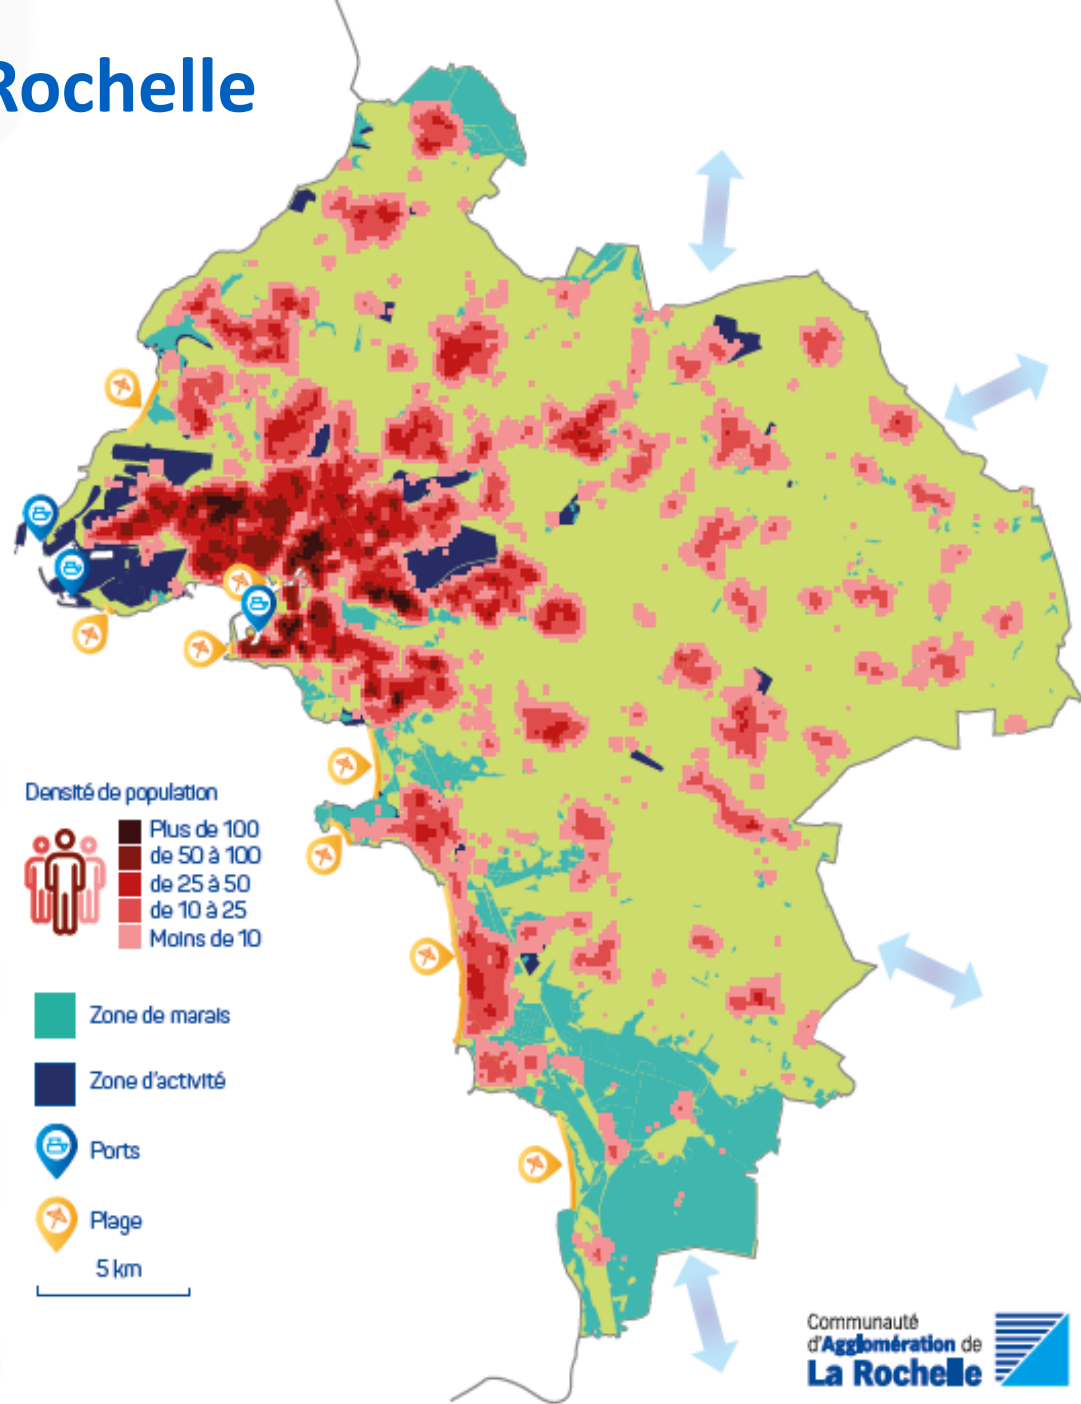 Rochelle
Densité de population
Plus de 100
de 50 à 100
de 25 à 50
de 10 à 25
Moins de 10
Zone de marais
Zone d'activité
Ports
Plage
5 km
Communauté
d'Agglomération de
La Rochelle